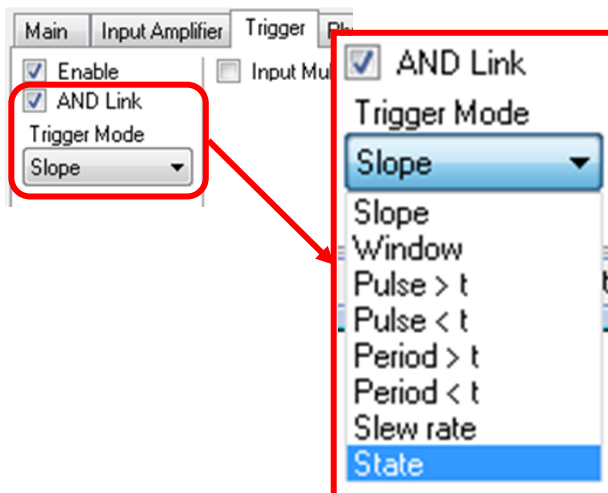 Main Input Amplifier Trigger
Enable Input Mul
AND Link
Trigger Mode
Slope
AND Link
Trigger Mode
Slope
Slope
Window
Pulse > t
Pulse < t
Period > t
Period < t
Slew rate
State